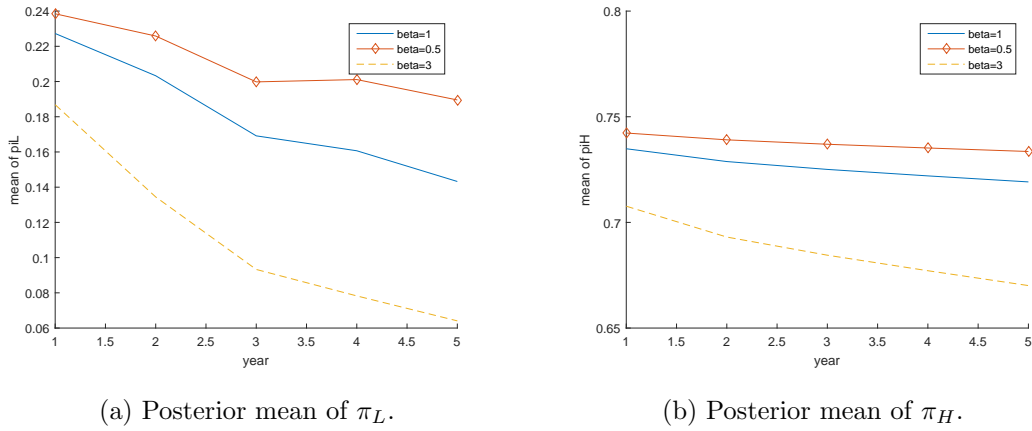 0.24
0.22
0.2
0.18
0.16
0.14
0.12
0.1
0.08
0.06
mean of piL
1 1.5 2 2.5 3 3.5 4 4.5 5
year
beta=1
beta=0.5
beta=3
(a) Posterior mean of π_L.
0.8
0.75
0.7
0.65
mean of piH
1 1.5 2 2.5 3 3.5 4 4.5 5
year
beta=1
beta=0.5
beta=3
(b) Posterior mean of π_H.